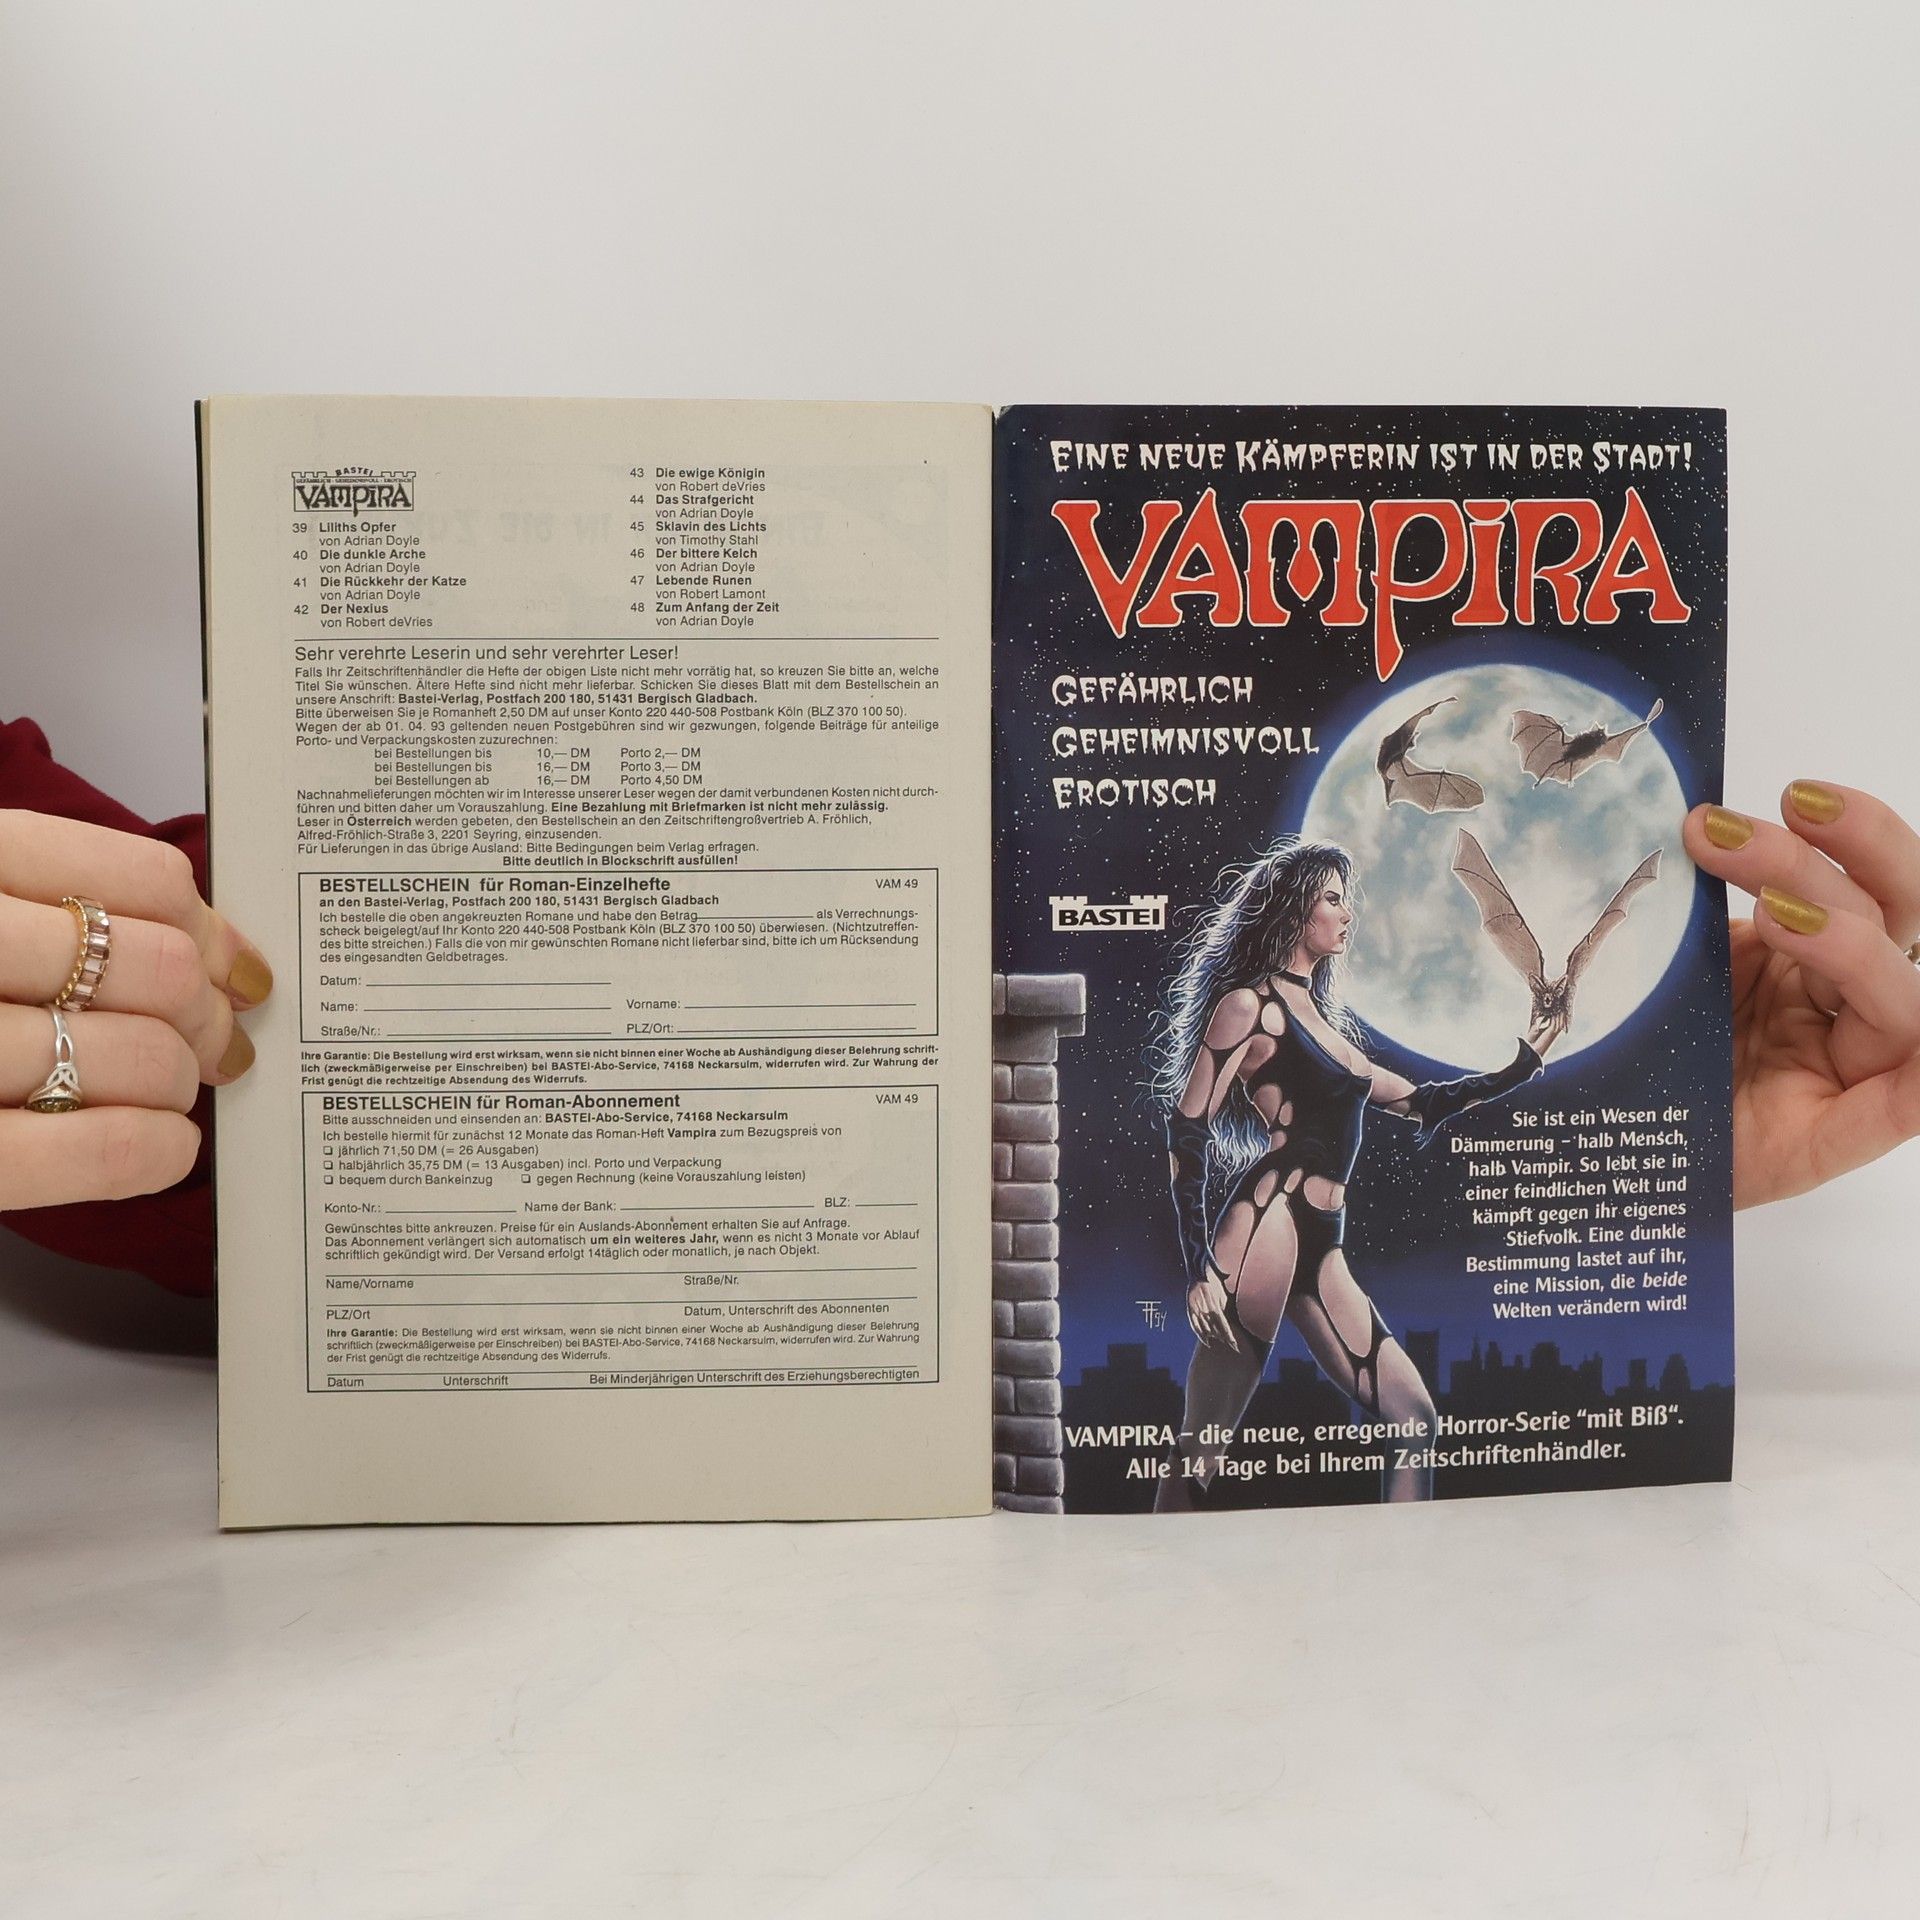 BASTEI
GEFÄHRLICH · GEHEIMNISVOLL · EROTISCH
VAMPIRA
39 Liliths Opfer
von Adrian Doyle
40 Die dunkle Arche
von Adrian Doyle
41 Die Rückkehr der Katze
von Adrian Doyle
42 Der Nexius
von Robert deVries
43 Die ewige Königin
von Robert deVries
44 Das Strafgericht
von Adrian Doyle
45 Sklavin des Lichts
von Timothy Stahl
46 Der bittere Kelch
von Adrian Doyle
47 Lebende Runen
von Robert Lamont
48 Zum Anfang der Zeit
von Adrian Doyle
Sehr verehrte Leserin und sehr verehrter Leser!
Falls Ihr Zeitschriftenhändler die Hefte der obigen Liste nicht mehr vorrätig hat, so kreuzen Sie bitte an, welche
Titel Sie wünschen. Ältere Hefte sind nicht mehr lieferbar. Schicken Sie dieses Blatt mit dem Bestellschein an
unsere Anschrift: Bastei-Verlag, Postfach 200 180, 51431 Bergisch Gladbach.
Bitte überweisen Sie je Romanheft 2,50 DM auf unser Konto 220 440-508 Postbank Köln (BLZ 370 100 50).
Wegen der ab 01. 04. 93 geltenden neuen Postgebühren sind wir gezwungen, folgende Beiträge für anteilige
Porto- und Verpackungskosten zuzurechnen:
bei Bestellungen bis 10,— DM Porto 2,— DM
bei Bestellungen bis 16,— DM Porto 3,— DM
bei Bestellungen ab 16,— DM Porto 4,50 DM
Nachnahmelieferungen möchten wir im Interesse unserer Leser wegen der damit verbundenen Kosten nicht durch-
führen und bitten daher um Vorauszahlung. Eine Bezahlung mit Briefmarken ist nicht mehr zulässig.
Leser in Österreich werden gebeten, den Bestellschein an den Zeitschriftengroßvertrieb A. Fröhlich,
Alfred-Fröhlich-Straße 3, 2201 Seyring, einzusenden.
Für Lieferungen in das übrige Ausland: Bitte Bedingungen beim Verlag erfragen.
Bitte deutlich in Blockschrift ausfüllen!
BESTELLSCHEIN für Roman-Einzelhefte VAM 49
an den Bastei-Verlag, Postfach 200 180, 51431 Bergisch Gladbach
Ich bestelle die oben angekreuzten Romane und habe den Betrag als Verrechnungs-
scheck beigelegt/auf Ihr Konto 220 440-508 Postbank Köln (BLZ 370 100 50) überwiesen. (Nichtzutreffen-
des bitte streichen.) Falls die von mir gewünschten Romane nicht lieferbar sind, bitte ich um Rücksendung
des eingesandten Geldbetrages.
Datum:
Name: Vorname:
Straße/Nr.: PLZ/Ort:
Ihre Garantie: Die Bestellung wird erst wirksam, wenn sie nicht binnen einer Woche ab Aushändigung dieser Belehrung schrift-
lich (zweckmäßigerweise per Einschreiben) bei BASTEI-Abo-Service, 74168 Neckarsulm, widerrufen wird. Zur Wahrung der
Frist genügt die rechtzeitige Absendung des Widerrufs.
BESTELLSCHEIN für Roman-Abonnement VAM 49
Bitte ausschneiden und einsenden an: BASTEI-Abo-Service, 74168 Neckarsulm
Ich bestelle hiermit für zunächst 12 Monate das Roman-Heft Vampira zum Bezugspreis von
❏ jährlich 71,50 DM (= 26 Ausgaben)
❏ halbjährlich 35,75 DM (= 13 Ausgaben) incl. Porto und Verpackung
❏ bequem durch Bankeinzug ❏ gegen Rechnung (keine Vorauszahlung leisten)
Konto-Nr.: Name der Bank: BLZ:
Gewünschtes bitte ankreuzen. Preise für ein Auslands-Abonnement erhalten Sie auf Anfrage.
Das Abonnement verlängert sich automatisch um ein weiteres Jahr, wenn es nicht 3 Monate vor Ablauf
schriftlich gekündigt wird. Der Versand erfolgt 14täglich oder monatlich, je nach Objekt.
Name/Vorname Straße/Nr.
PLZ/Ort Datum, Unterschrift des Abonnenten
Ihre Garantie: Die Bestellung wird erst wirksam, wenn sie nicht binnen einer Woche ab Aushändigung dieser Belehrung
schriftlich (zweckmäßigerweise per Einschreiben) bei BASTEI-Abo-Service, 74168 Neckarsulm, widerrufen wird. Zur Wahrung
der Frist genügt die rechtzeitige Absendung des Widerrufs.
Datum Unterschrift Bei Minderjährigen Unterschrift des Erziehungsberechtigten
EINE NEUE KÄMPFERIN IST IN DER STADT!
VAMPIRA
GEFÄHRLICH
GEHEIMNISVOLL
EROTISCH
BASTEI
Sie ist ein Wesen der
Dämmerung – halb Mensch,
halb Vampir. So lebt sie in
einer feindlichen Welt und
kämpft gegen ihr eigenes
Stiefvolk. Eine dunkle
Bestimmung lastet auf ihr,
eine Mission, die beide
Welten verändern wird!
VAMPIRA – die neue, erregende Horror-Serie “mit Biß“.
Alle 14 Tage bei Ihrem Zeitschriftenhändler.